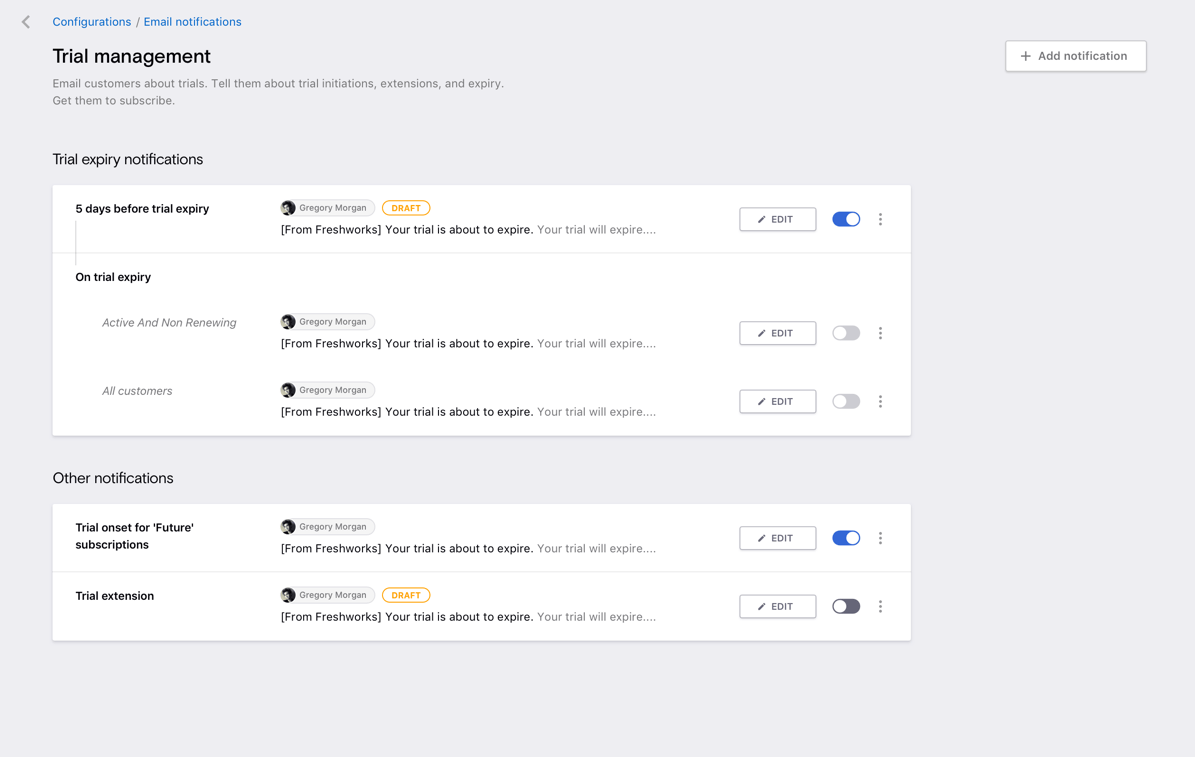 Configurations / Email notifications
Trial management
+ Add notification
Email customers about trials. Tell them about trial initiations, extensions, and expiry.
Get them to subscribe.
Trial expiry notifications
5 days before trial expiry
Gregory Morgan DRAFT
[From Freshworks] Your trial is about to expire. Your trial will expire....
EDIT
On trial expiry
Active And Non Renewing
Gregory Morgan
[From Freshworks] Your trial is about to expire. Your trial will expire....
EDIT
All customers
Gregory Morgan
[From Freshworks] Your trial is about to expire. Your trial will expire....
EDIT
Other notifications
Trial onset for 'Future'
subscriptions
Gregory Morgan
[From Freshworks] Your trial is about to expire. Your trial will expire....
EDIT
Trial extension
Gregory Morgan DRAFT
[From Freshworks] Your trial is about to expire. Your trial will expire....
EDIT